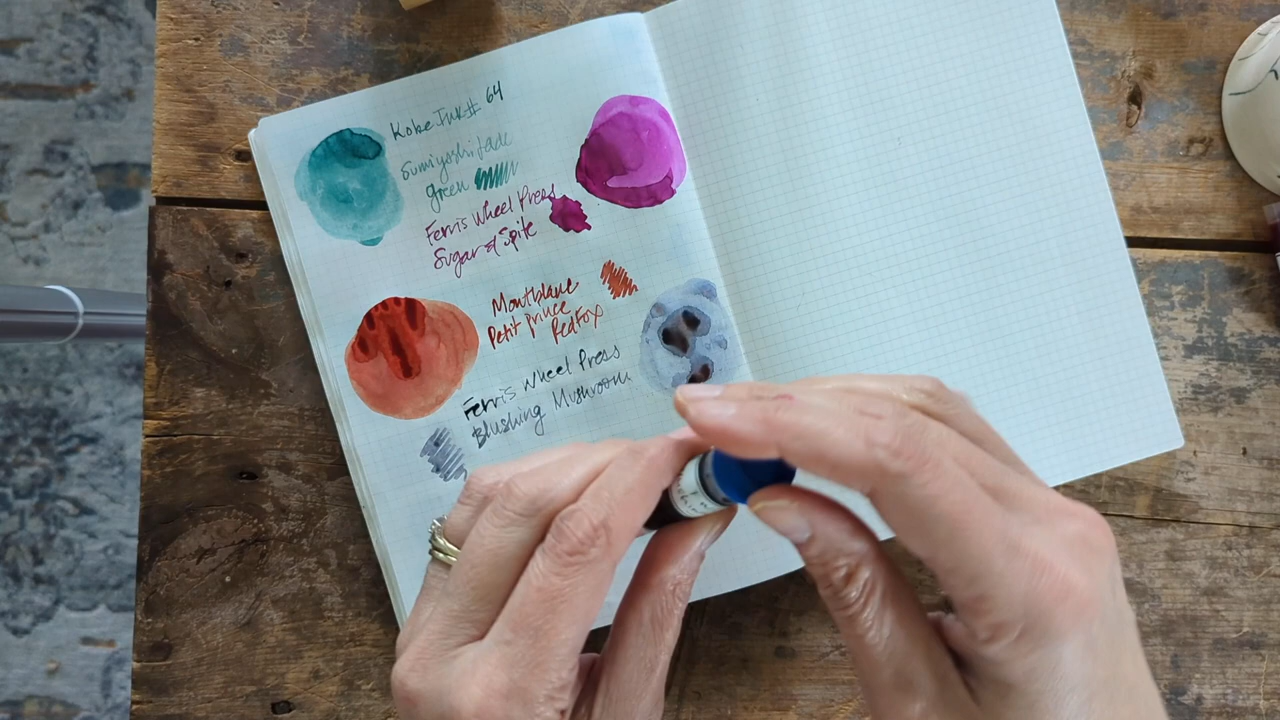 Kobe Ink# 64
Sumiyoshi Jade
green
Ferris Wheel Press
Sugar & Spite
Montblanc
Petit Prince
Red Fox
Ferris Wheel Press
Blushing Mushroom